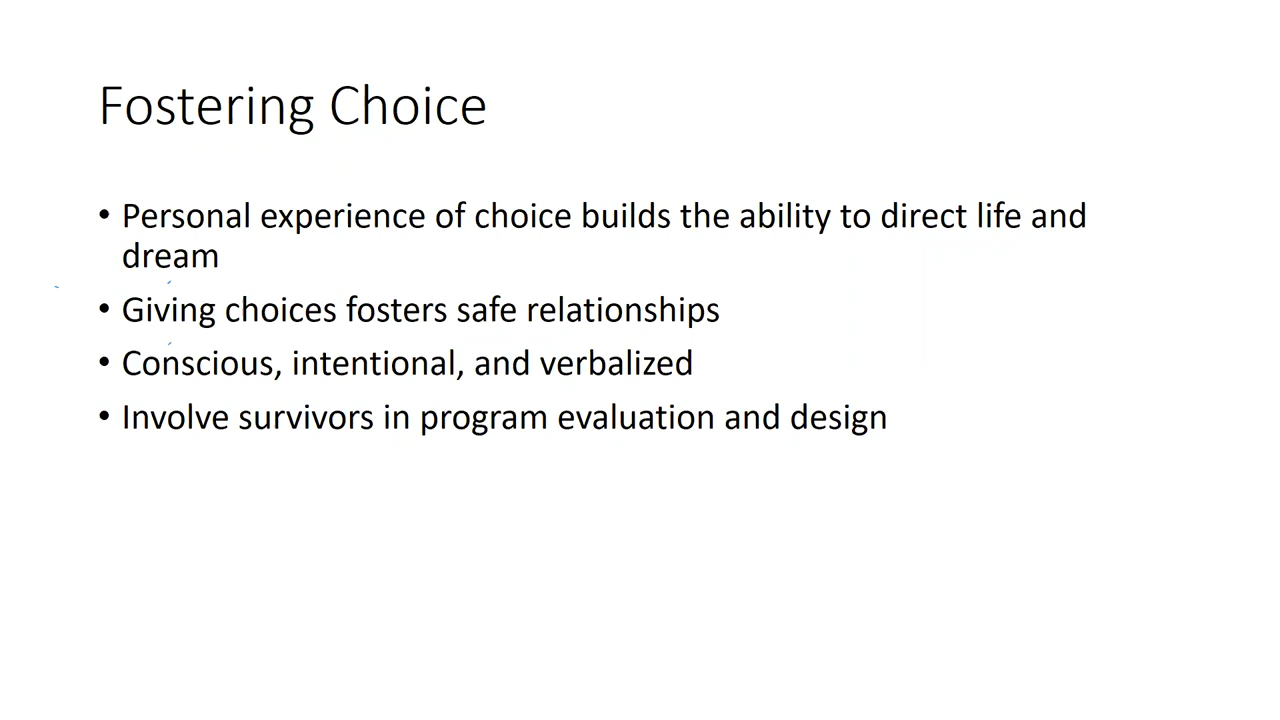 Fostering Choice
• Personal experience of choice builds the ability to direct life and
dream
• Giving choices fosters safe relationships
• Conscious, intentional, and verbalized
• Involve survivors in program evaluation and design